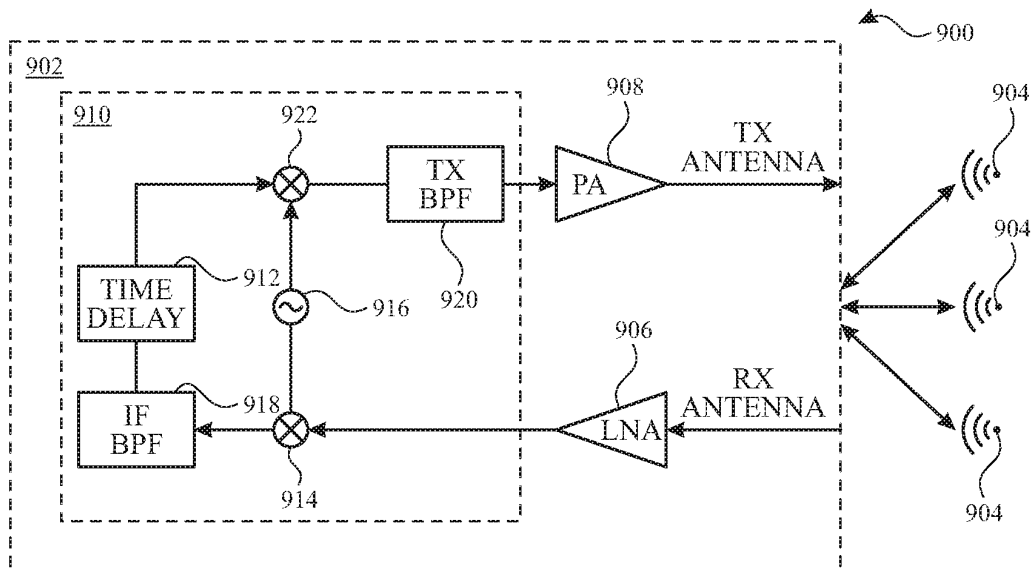 900
902
910
922
908
904
TX
ANTENNA
TX
BPF
PA
920
904
912
TIME
DELAY
916
906
RX
ANTENNA
918
IF
BPF
LNA
914
904